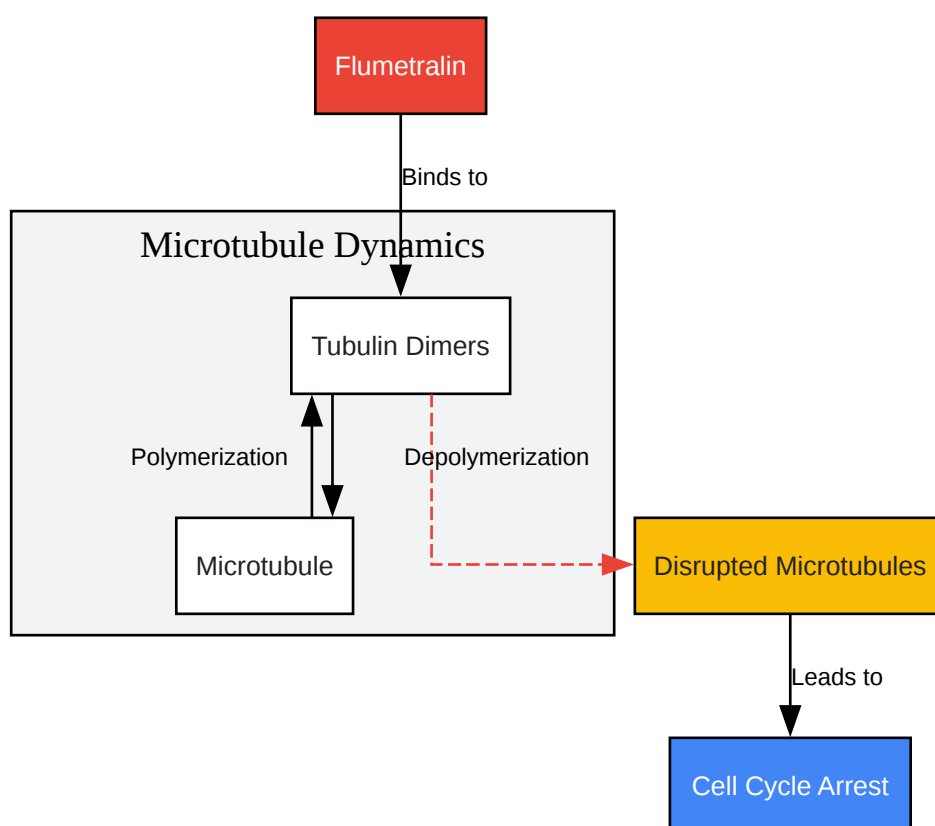 Flumetralin
Binds to
Microtubule Dynamics
Tubulin Dimers
Polymerization
Depolymerization
Microtubule
Disrupted Microtubules
Leads to
Cell Cycle Arrest